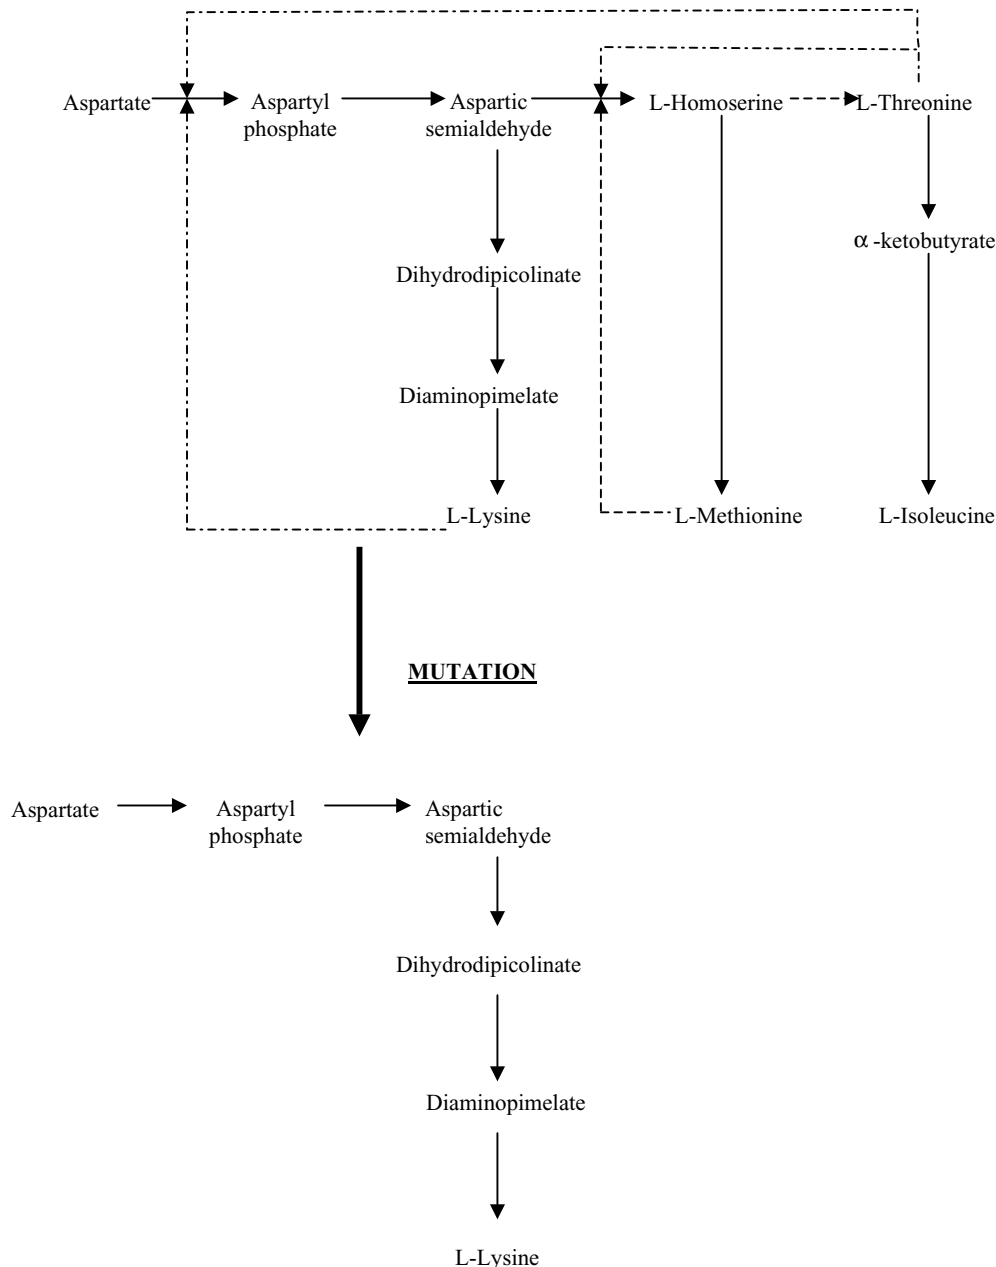 Aspartate
Aspartyl
phosphate
Aspartic
semialdehyde
L-Homoserine
L-Threonine
α-ketobutyrate
Dihydrodipicolinate
Diaminopimelate
L-Lysine
L-Methionine
L-Isoleucine
MUTATION
Aspartate
Aspartyl
phosphate
Aspartic
semialdehyde
Dihydrodipicolinate
Diaminopimelate
L-Lysine